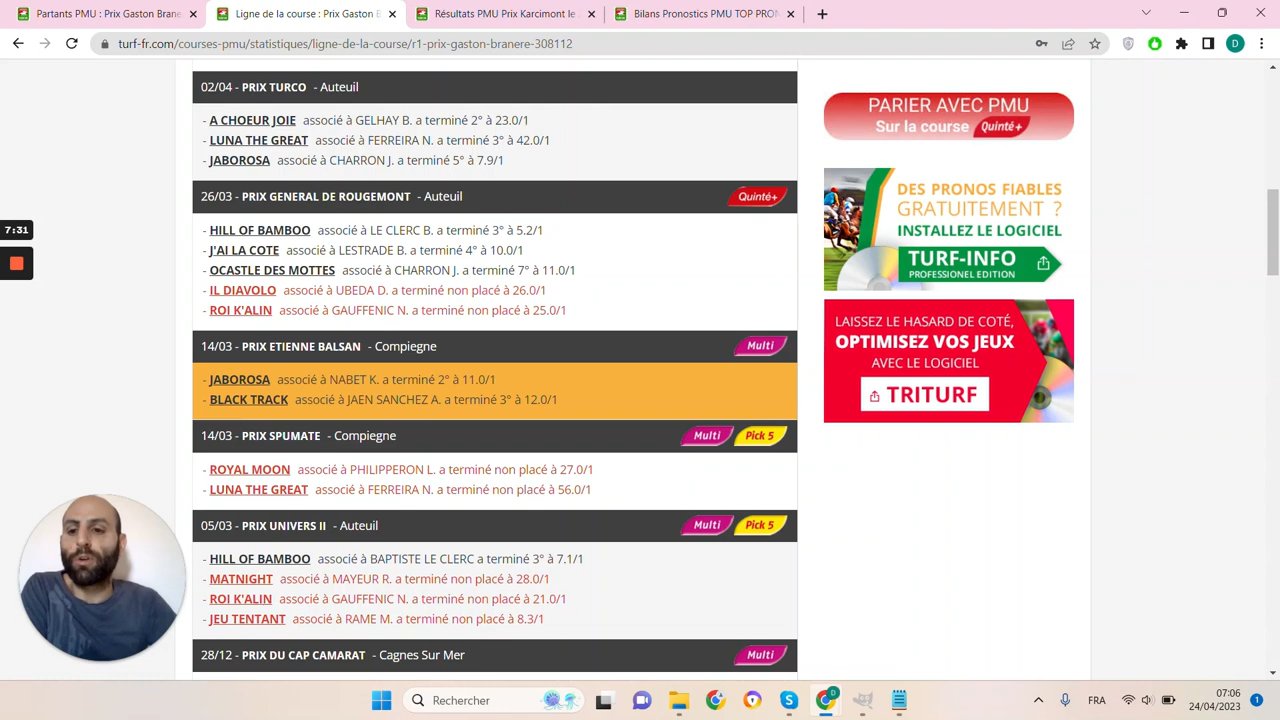 Partants PMU : Prix Gaston Brane
Ligne de la course : Prix Gaston B
Résultats PMU Prix Karcimont le
Bilans Pronostics PMU TOP PRON
turf-fr.com/courses-pmu/statistiques/ligne-de-la-course/r1-prix-gaston-branere-308112
D
02/04 - PRIX TURCO - Auteuil
- A CHOEUR JOIE associé à GELHAY B. a terminé 2° à 23.0/1
- LUNA THE GREAT associé à FERREIRA N. a terminé 3° à 42.0/1
- JABOROSA associé à CHARRON J. a terminé 5° à 7.9/1
26/03 - PRIX GENERAL DE ROUGEMONT - Auteuil Quinté+
- HILL OF BAMBOO associé à LE CLERC B. a terminé 3° à 5.2/1
- J'AI LA COTE associé à LESTRADE B. a terminé 4° à 10.0/1
- OCASTLE DES MOTTES associé à CHARRON J. a terminé 7° à 11.0/1
- IL DIAVOLO associé à UBEDA D. a terminé non placé à 26.0/1
- ROI K'ALIN associé à GAUFFENIC N. a terminé non placé à 25.0/1
14/03 - PRIX ETIENNE BALSAN - Compiegne Multi
- JABOROSA associé à NABET K. a terminé 2° à 11.0/1
- BLACK TRACK associé à JAEN SANCHEZ A. a terminé 3° à 12.0/1
14/03 - PRIX SPUMATE - Compiegne Multi Pick 5
- ROYAL MOON associé à PHILIPPERON L. a terminé non placé à 27.0/1
- LUNA THE GREAT associé à FERREIRA N. a terminé non placé à 56.0/1
05/03 - PRIX UNIVERS II - Auteuil Multi Pick 5
- HILL OF BAMBOO associé à BAPTISTE LE CLERC a terminé 3° à 7.1/1
- MATNIGHT associé à MAYEUR R. a terminé non placé à 28.0/1
- ROI K'ALIN associé à GAUFFENIC N. a terminé non placé à 21.0/1
- JEU TENTANT associé à RAME M. a terminé non placé à 8.3/1
28/12 - PRIX DU CAP CAMARAT - Cagnes Sur Mer Multi
PARIER AVEC PMU
Sur la course Quinté+
DES PRONOS FIABLES
GRATUITEMENT ?
INSTALLEZ LE LOGICIEL
TURF-INFO
PROFESSIONEL EDITION
LAISSEZ LE HASARD DE COTÉ,
OPTIMISEZ VOS JEUX
AVEC LE LOGICIEL
TRITURF
7:31
Rechercher
D
FRA
07:06
24/04/2023
1